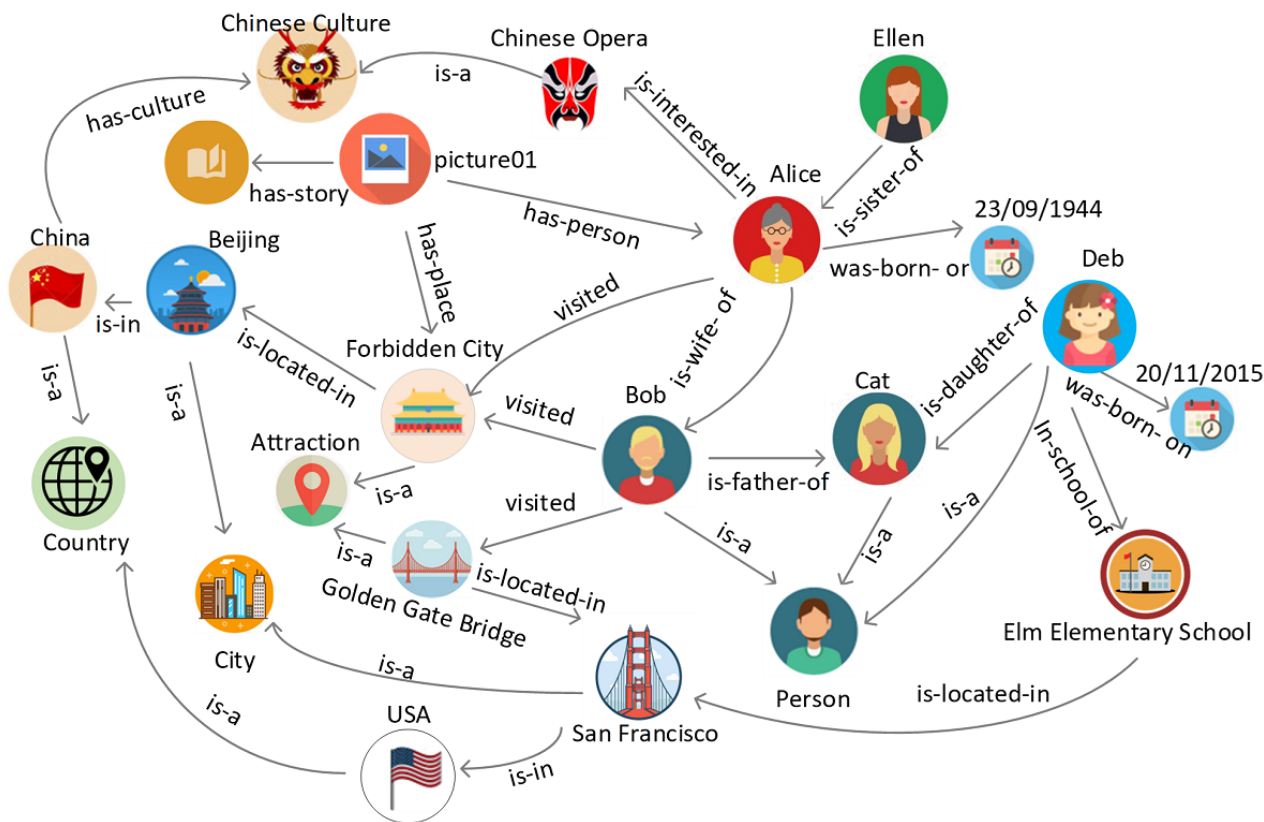 Chinese Culture
Chinese Opera
Ellen
is-a
has-culture
is-interested-in
picture01
has-story
Alice
is-sister-of
has-person
23/09/1944
China
Beijing
has-place
was-born- or
Deb
is-in
visited
is-located-in
Forbidden City
is-wife- of
is-daughter-of
is-a
is-a
visited
Bob
Cat
20/11/2015
was-born- on
Attraction
In-school-of
is-a
is-father-of
visited
is-a
is-a
is-a
Country
is-a
is-located-in
Golden Gate Bridge
City
Elm Elementary School
is-a
Person
is-located-in
is-a
USA
San Francisco
is-in